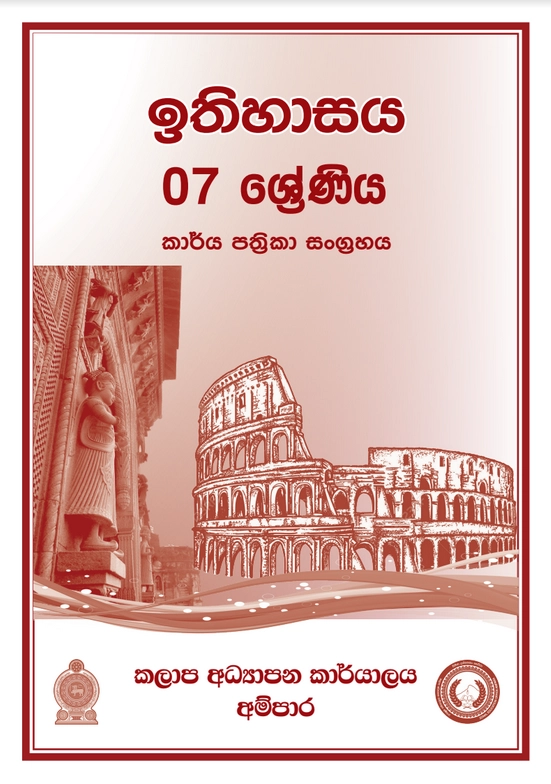 ඉතිහාසය
07 ශ්‍රේණිය
කාර්ය පත්‍රිකා සංග්‍රහය
කලාප අධ්‍යාපන කාර්යාලය
අම්පාර